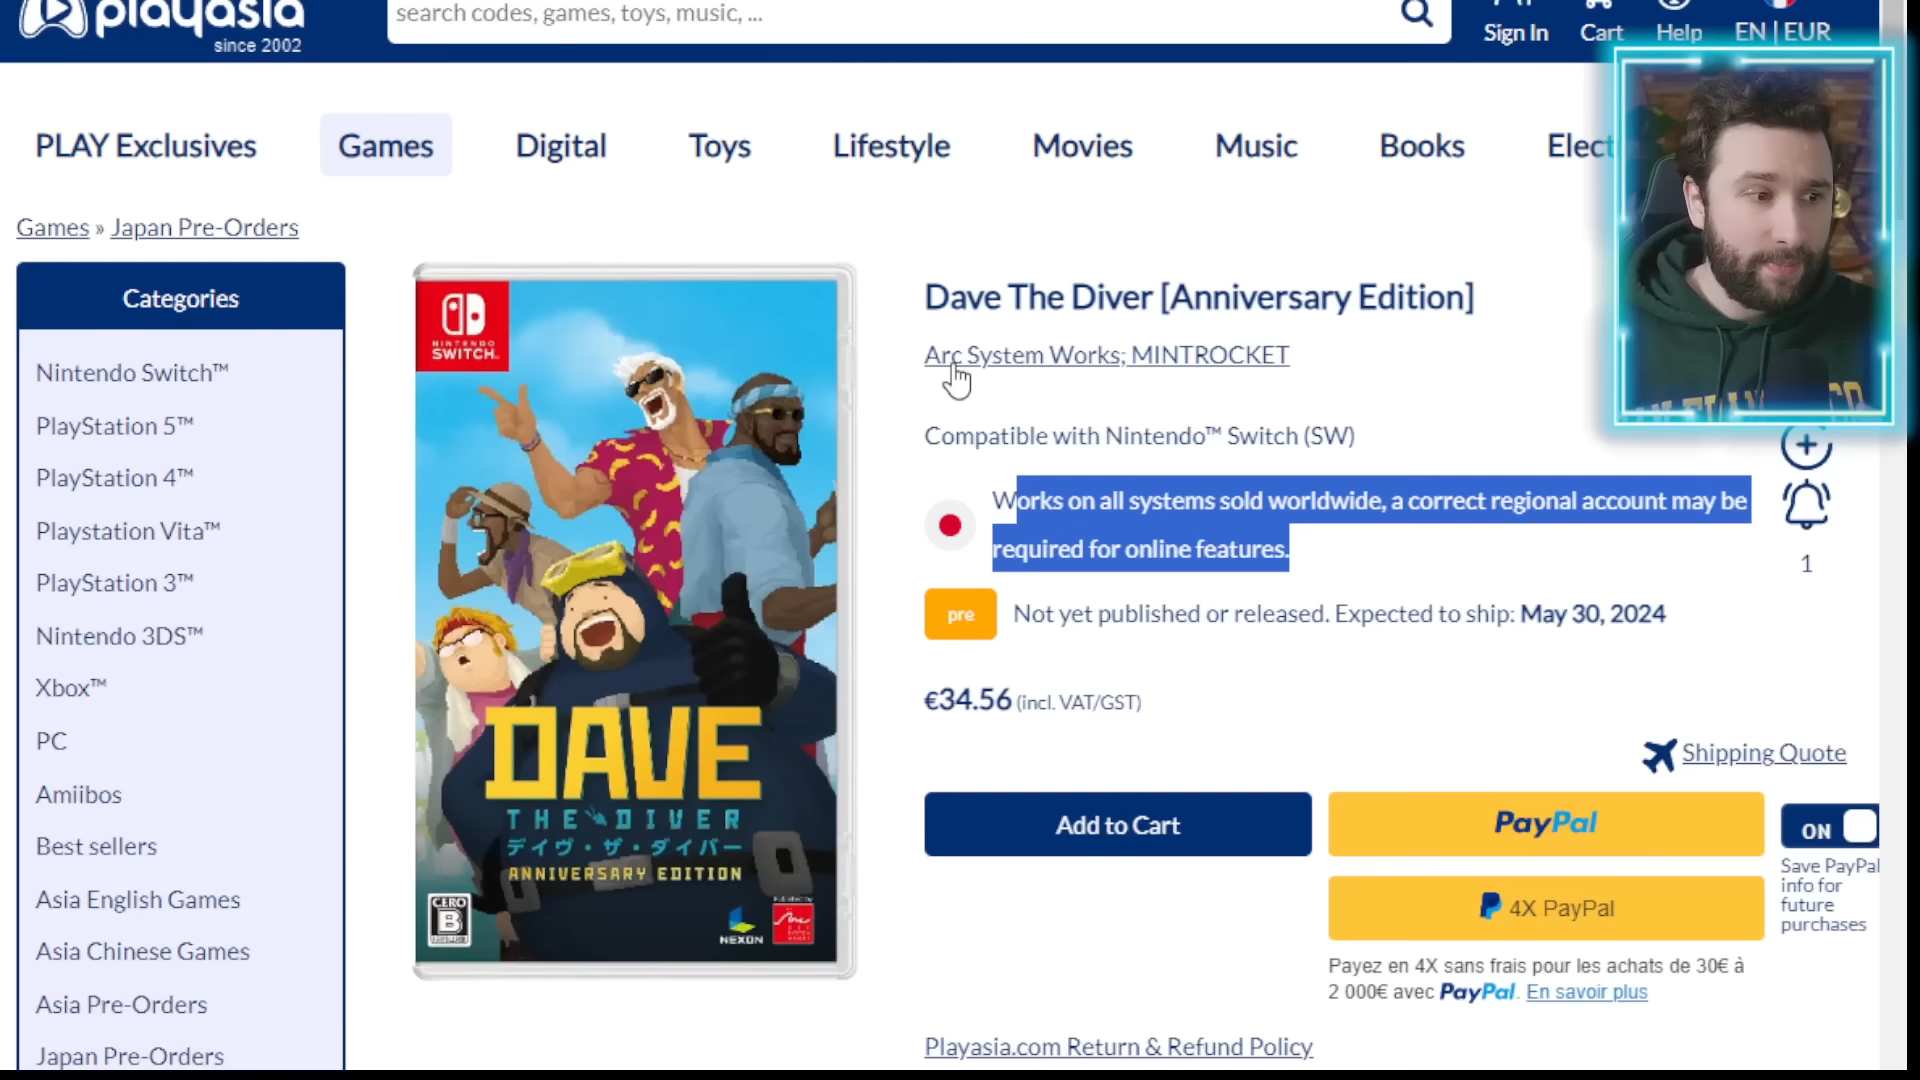 playasia
since 2002
search codes, games, toys, music, ...
Sign In
Cart
Help
EN | EUR
PLAY Exclusives
Games
Digital
Toys
Lifestyle
Movies
Music
Books
Elect
Games » Japan Pre-Orders
Categories
Nintendo Switch™
PlayStation 5™
PlayStation 4™
Playstation Vita™
PlayStation 3™
Nintendo 3DS™
Xbox™
PC
Amiibos
Best sellers
Asia English Games
Asia Chinese Games
Asia Pre-Orders
Japan Pre-Orders
NINTENDO
SWITCH
DAVE
THE DIVER
デイヴ・ザ・ダイバー
ANNIVERSARY EDITION
CERO
B
NEXON
Dave The Diver [Anniversary Edition]
Arc System Works; MINTROCKET
Compatible with Nintendo™ Switch (SW)
Works on all systems sold worldwide, a correct regional account may be
required for online features.
1
pre
Not yet published or released. Expected to ship: May 30, 2024
€34.56 (incl. VAT/GST)
Shipping Quote
Add to Cart
PayPal
ON
Save PayPal
info for
future
purchases
4X PayPal
Payez en 4X sans frais pour les achats de 30€ à
2 000€ avec PayPal. En savoir plus
Playasia.com Return & Refund Policy